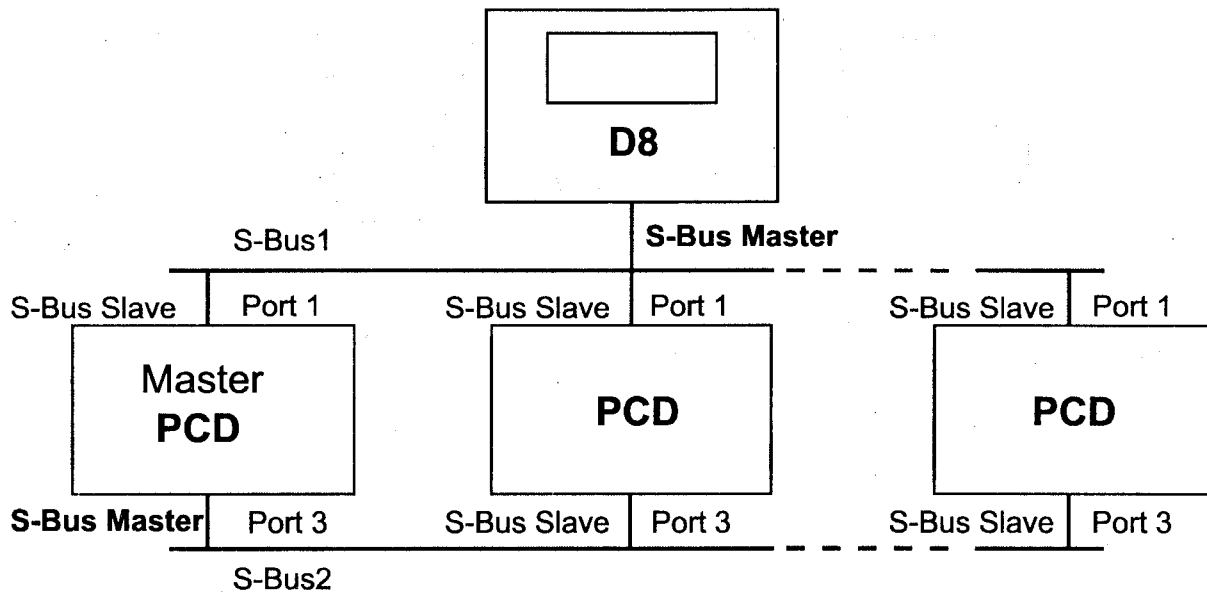 D8
S-Bus1
S-Bus Master
S-Bus Slave
Port 1
S-Bus Slave
Port 1
S-Bus Slave
Port 1
Master
PCD
PCD
PCD
S-Bus Master
Port 3
S-Bus Slave
Port 3
S-Bus Slave
Port 3
S-Bus2